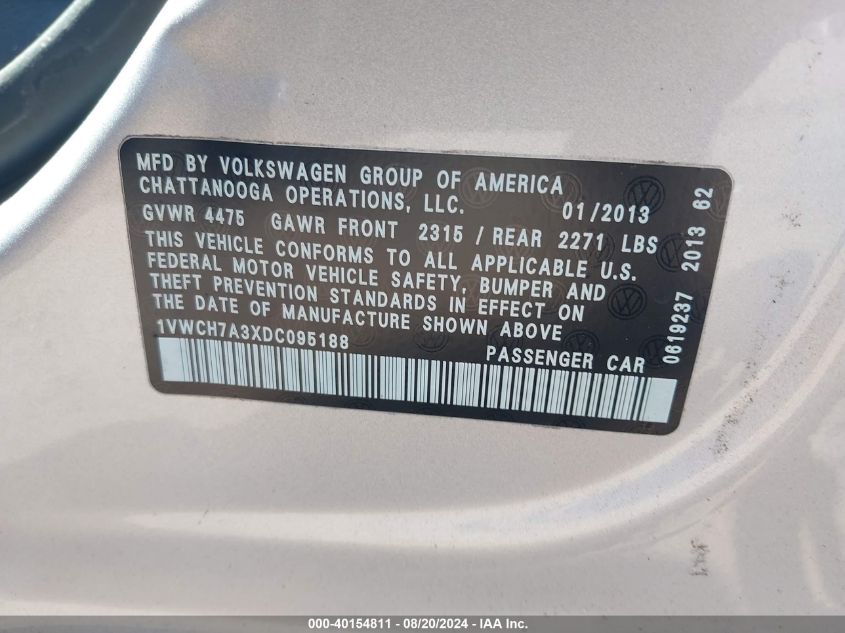 MFD BY VOLKSWAGEN GROUP OF AMERICA
CHATTANOOGA OPERATIONS, LLC. 01/2013
GVWR 4475 GAWR FRONT 2315 / REAR 2271 LBS
THIS VEHICLE CONFORMS TO ALL APPLICABLE U.S.
FEDERAL MOTOR VEHICLE SAFETY, BUMPER AND
THEFT PREVENTION STANDARDS IN EFFECT ON
THE DATE OF MANUFACTURE SHOWN ABOVE
1VWCH7A3XDC095188 PASSENGER CAR
0619237 2013 62
000-40154811 - 08/20/2024 - IAA Inc.